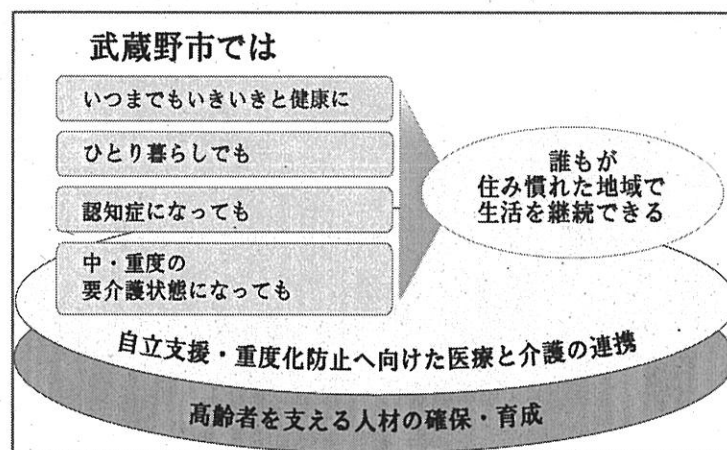 武蔵野市では
いつまでもいきいきと健康に
ひとり暮らしでも
認知症になっても
中・重度の
要介護状態になっても
誰もが
住み慣れた地域で
生活を継続できる
自立支援・重度化防止へ向けた医療と介護の連携
高齢者を支える人材の確保・育成